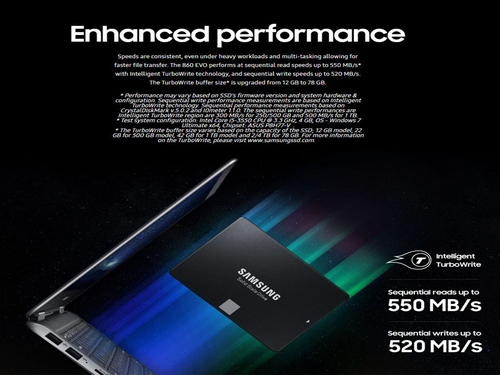 Enhanced performance
Speeds are consistent, even under heavy workloads and multi-tasking allowing for
faster file transfer. The 860 EVO performs at sequential read speeds up to 550 MB/s*
with Intelligent TurboWrite technology, and sequential write speeds up to 520 MB/s.
The TurboWrite buffer size* is upgraded from 12 GB to 78 GB.
* Performance may vary based on SSD's firmware version and system hardware &
configuration. Sequential write performance measurements are based on Intelligent
TurboWrite technology. Sequential performance measurements based on
CrystalDiskMark v 5.0.2 and IOmeter 1.1.0. The sequential write performances are
Intelligent TurboWrite region are 300 MB/s for 250/500 GB and 500 MB/s for 1 TB.
* Test system configuration: Intel Core i5-3550 CPU @ 3.3 GHz, 4 GB, OS - Windows 7
Ultimate x64, Chipset: ASUS P8H77-V
* The TurboWrite buffer size varies based on the capacity of the SSD; 12 GB model, 22
GB for 500 GB model, 42 GB for 1 TB model and 2/4 TB for 78 GB. For more information
on the TurboWrite, please visit www.samsungssd.com.
SAMSUNG
Solid State Drive
Intelligent
TurboWrite
Sequential reads up to
550 MB/s
Sequential writes up to
520 MB/s